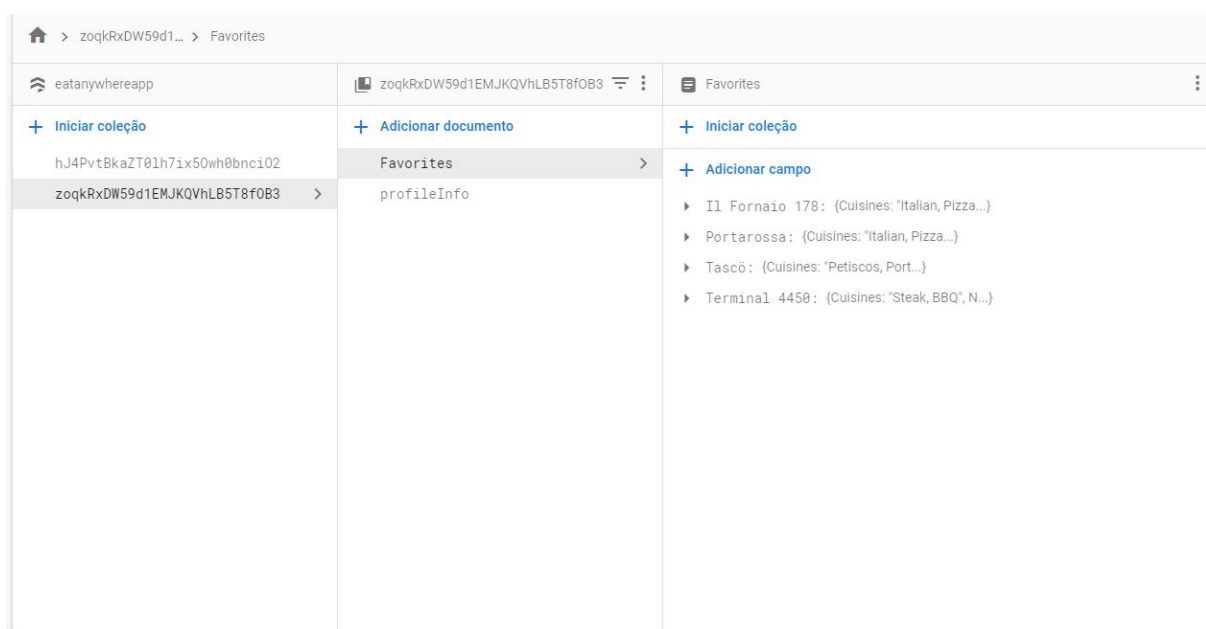 zoqkRxDW59d1… > Favorites
eatanywhereapp
zoqkRxDW59d1EMJKQVhLB5T8fOB3
Favorites
+ Iniciar coleção
+ Adicionar documento
+ Iniciar coleção
hJ4PvtBkaZT0lh7ix5Owh0bnci02
Favorites
+ Adicionar campo
zoqkRxDW59d1EMJKQVhLB5T8fOB3
profileInfo
Il Fornaio 178: {Cuisines: "Italian, Pizza...}
Portarossa: {Cuisines: "Italian, Pizza...}
Tascö: {Cuisines: "Petiscos, Port...}
Terminal 4450: {Cuisines: "Steak, BBQ", N...}